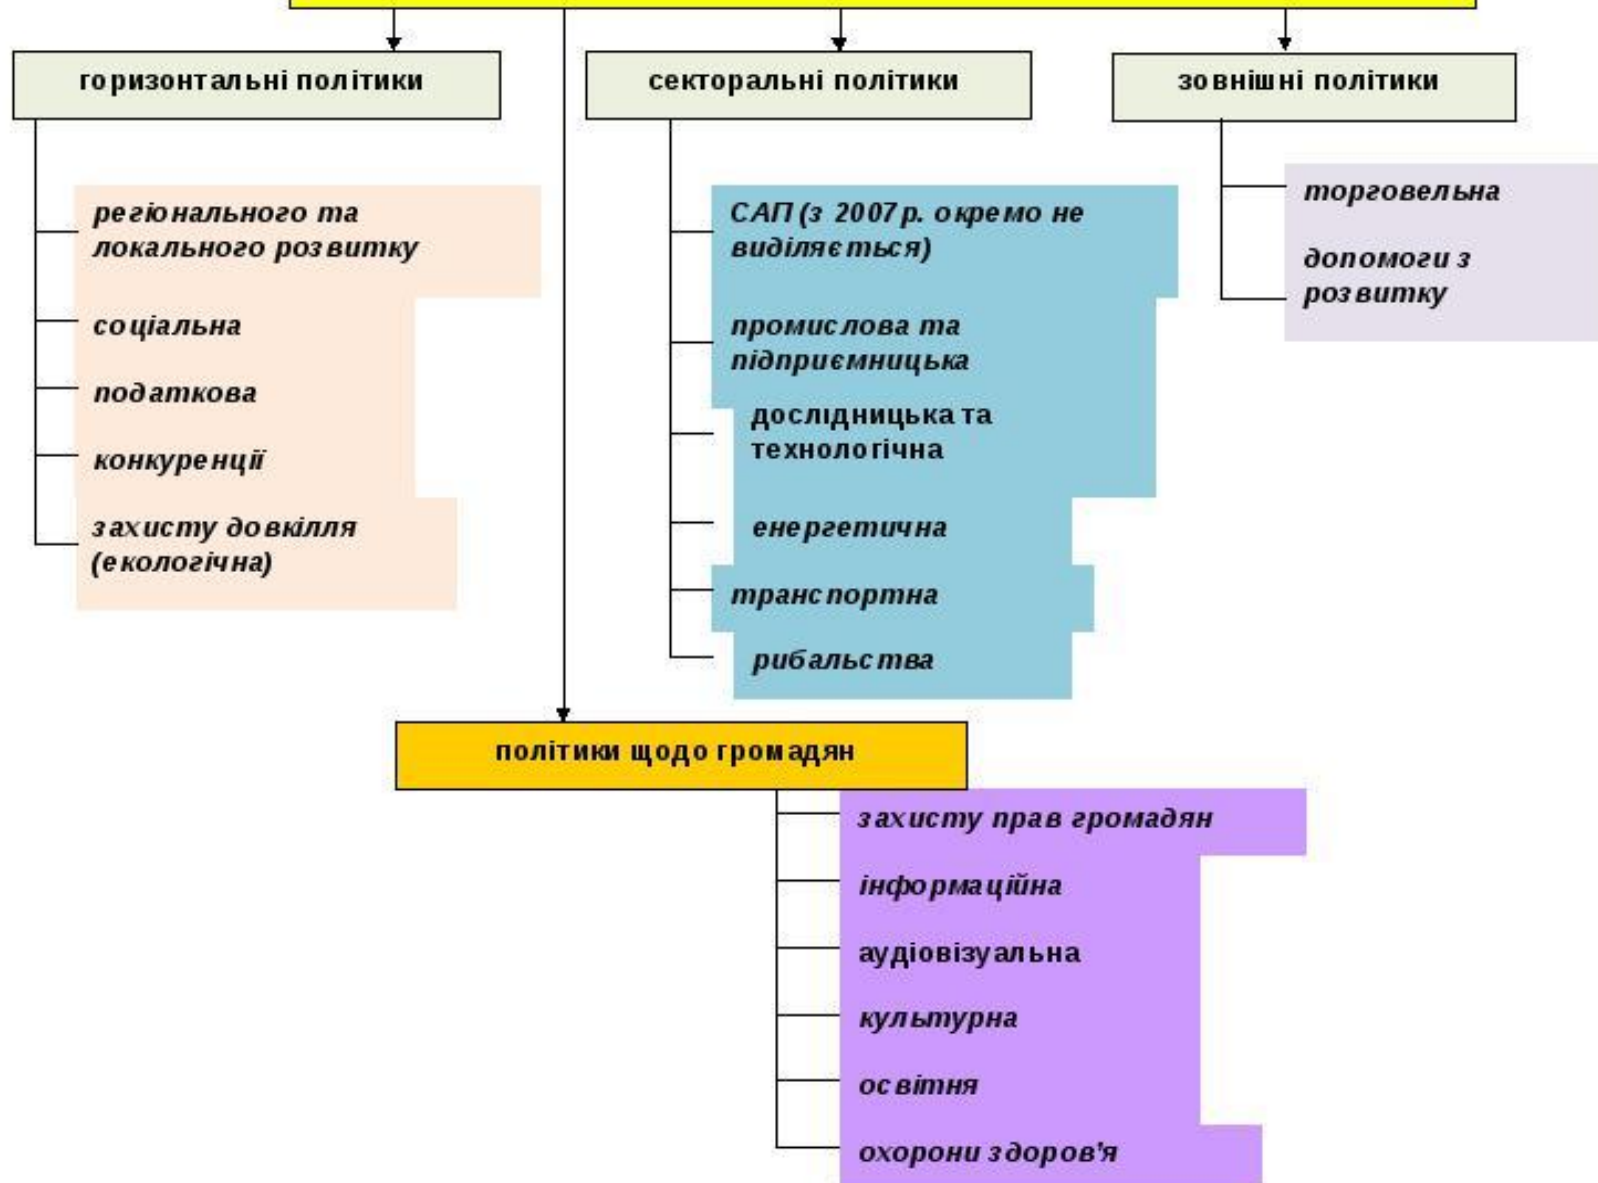 горизонтальні політики
секторальні політики
зовнішні політики
регіонального та
локального розвитку
соціальна
податкова
конкуренції
захисту довкілля
(екологічна)
САП (з 2007р. окремо не
виділяється)
промислова та
підприємницька
дослідницька та
технологічна
енергетична
транспортна
рибальства
торговельна
допомоги з
розвитку
політики щодо громадян
захисту прав громадян
інформаційна
аудіовізуальна
культурна
освітня
охорони здоров'я